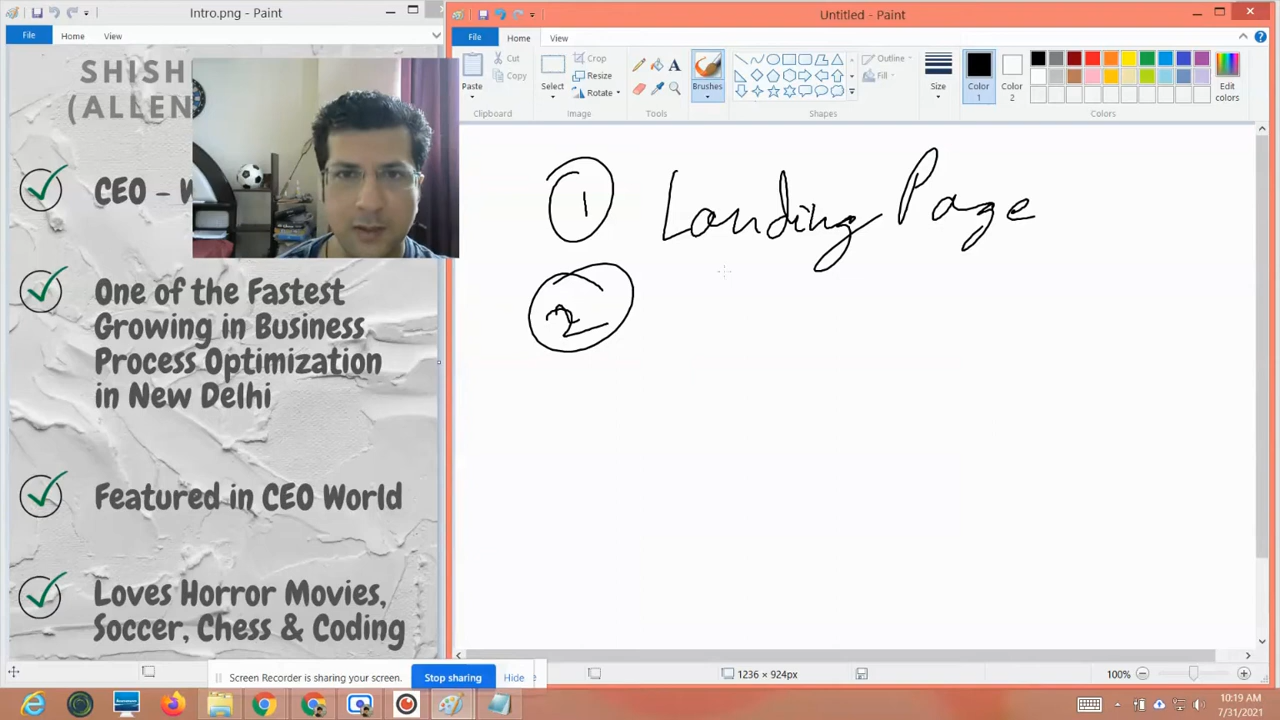 Intro.png - Paint
File
Home
View
SHISH
(ALLEN
CEO –
One of the Fastest
Growing in Business
Process Optimization
in New Delhi
Featured in CEO World
Loves Horror Movies,
Soccer, Chess & Coding
Untitled - Paint
File
Home
View
Paste
Cut
Copy
Clipboard
Select
Crop
Resize
Rotate
Image
Tools
Brushes
Outline
Fill
Shapes
Size
Color
1
Color
2
Edit
colors
Colors
1 Landing Page
2
Screen Recorder is sharing your screen.
Stop sharing
Hide
1236 × 924px
100%
10:19 AM
7/31/2021